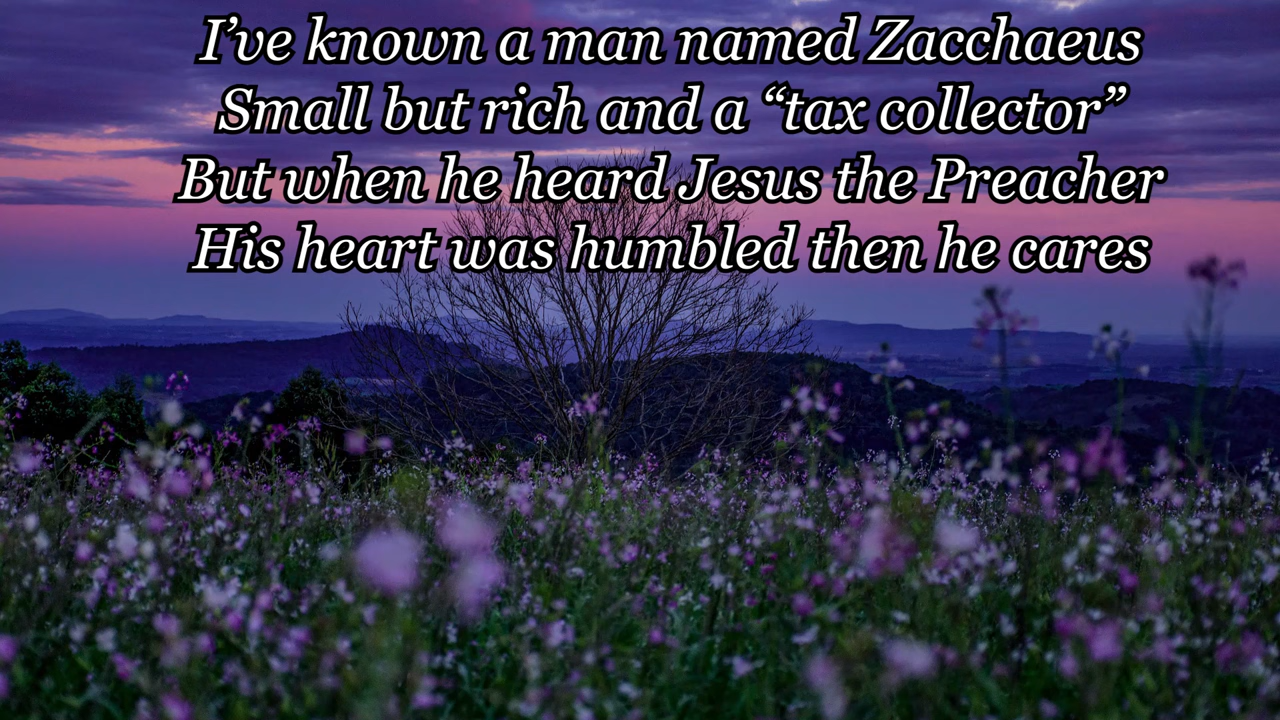 I’ve known a man named Zacchaeus
Small but rich and a “tax collector”
But when he heard Jesus the Preacher
His heart was humbled then he cares